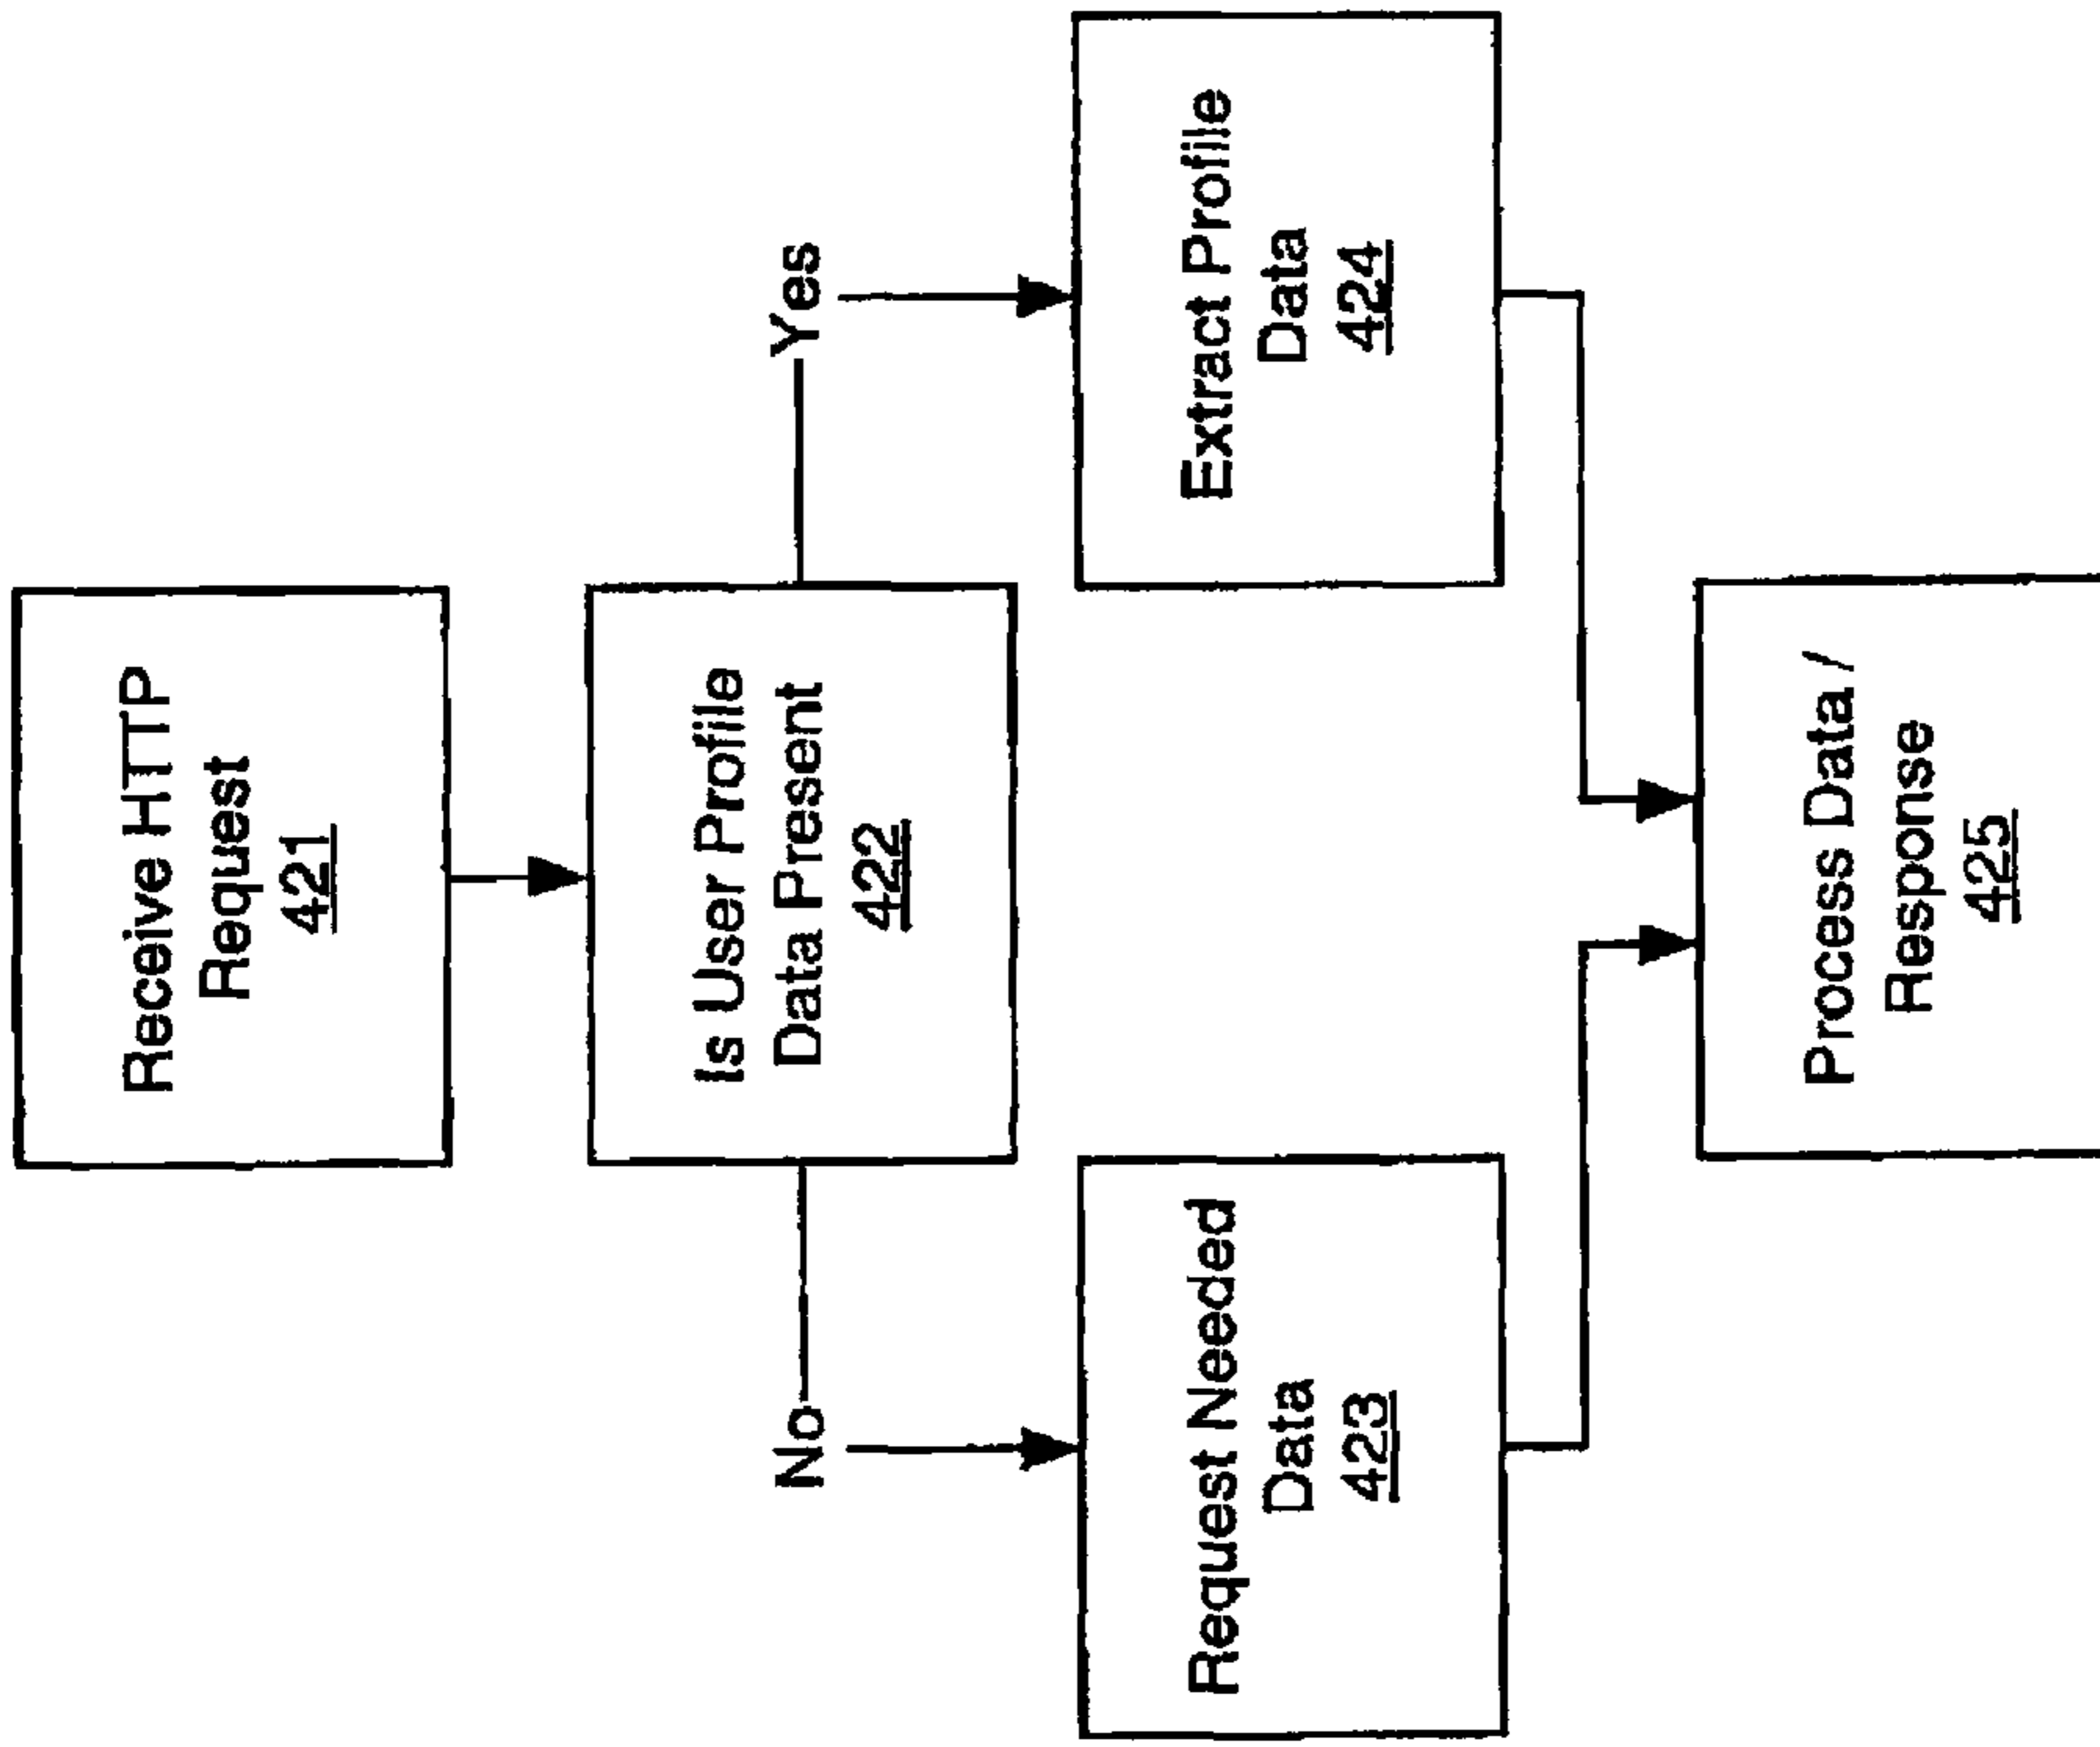 Receive HTTP
Request
421
Is User Profile
Data Present
422
No
Yes
Request Needed
Data
423
Extract Profile
Data
424
Process Data /
Response
425